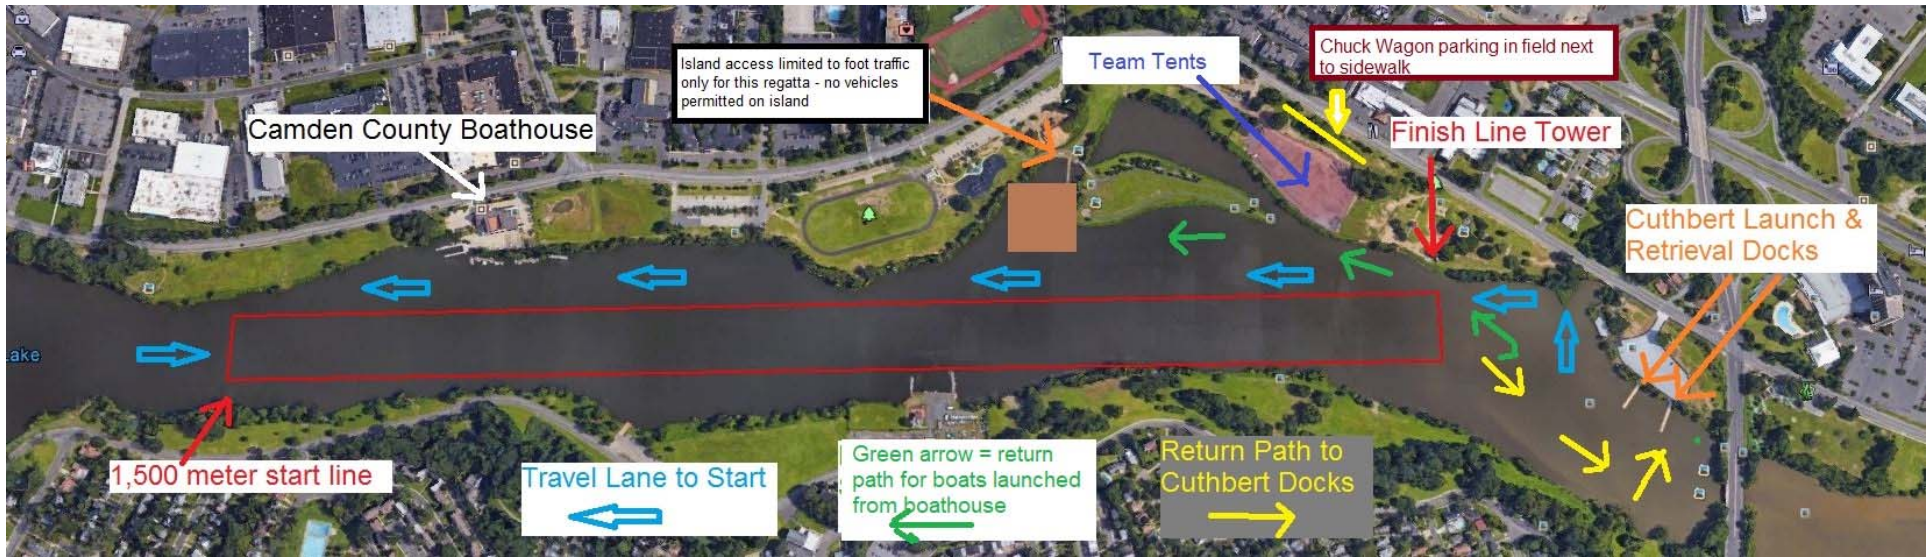 Island access limited to foot traffic
only for this regatta - no vehicles
permitted on island
Team Tents
Chuck Wagon parking in field next
to sidewalk
Camden County Boathouse
Finish Line Tower
Cuthbert Launch &
Retrieval Docks
Lake
1,500 meter start line
Travel Lane to Start
Green arrow = return
path for boats launched
from boathouse
Return Path to
Cuthbert Docks